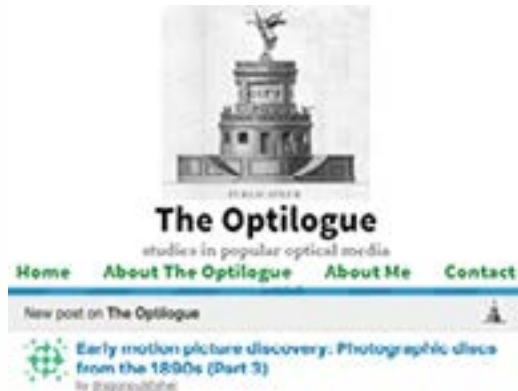 The Optilogue
studies in popular optical media
Home About The Optilogue About Me Contact
New post on The Optilogue
Early motion picture discovery: Photographic discs
from the 1890s (Part 3)
by